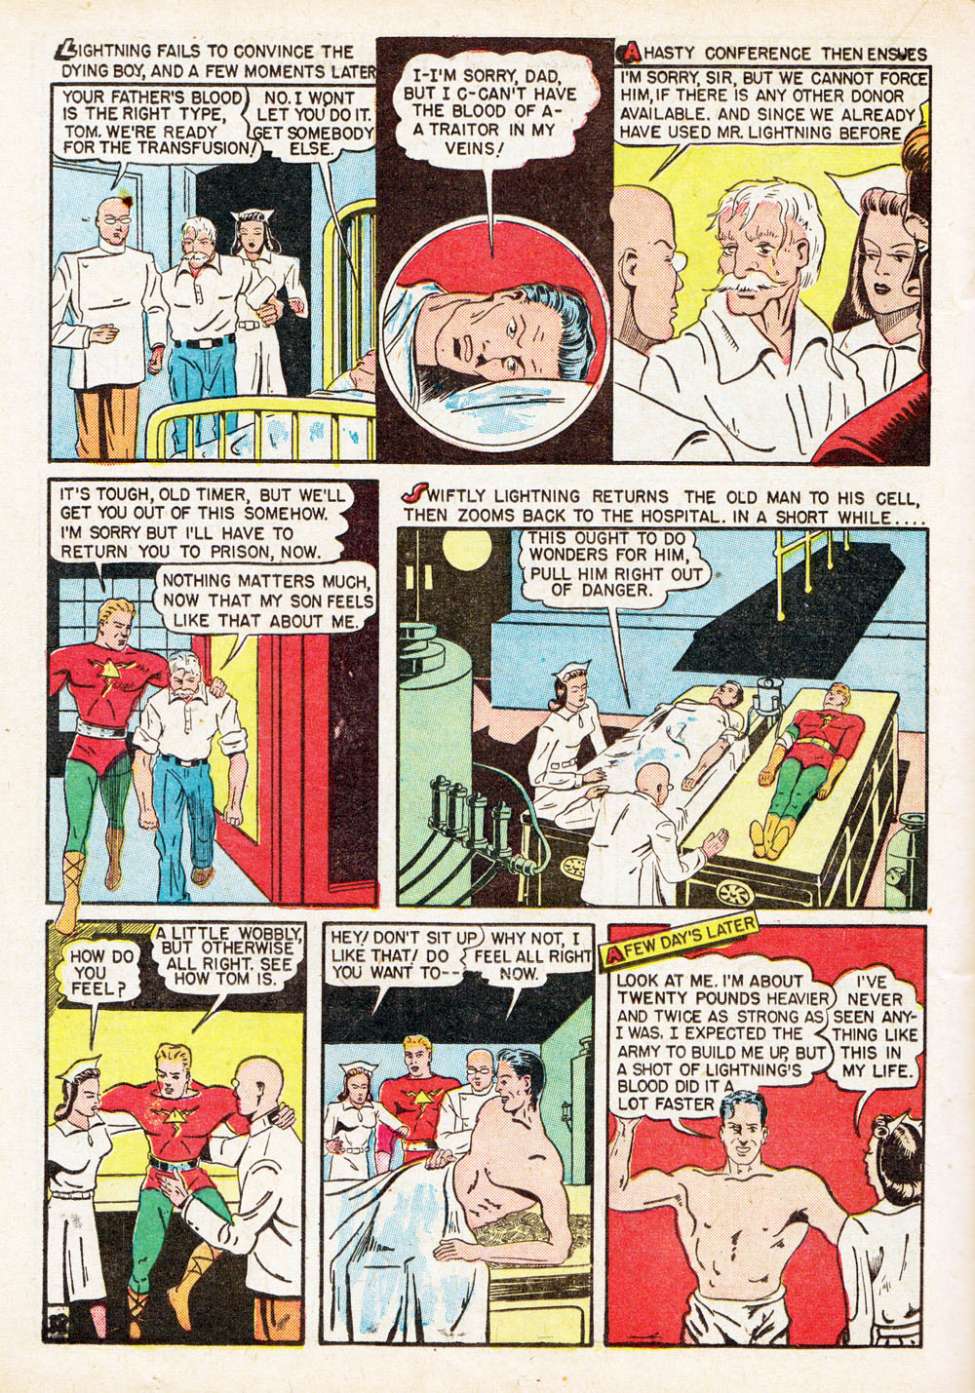 LIGHTNING FAILS TO CONVINCE THE
DYING BOY, AND A FEW MOMENTS LATER
YOUR FATHER'S BLOOD
IS THE RIGHT TYPE,
TOM. WE'RE READY
FOR THE TRANSFUSION!
NO. I WONT
LET YOU DO IT.
GET SOMEBODY
ELSE.
I-I'M SORRY, DAD,
BUT I C-CAN'T HAVE
THE BLOOD OF A-
A TRAITOR IN MY
VEINS!
A HASTY CONFERENCE THEN ENSUES
I'M SORRY, SIR, BUT WE CANNOT FORCE
HIM, IF THERE IS ANY OTHER DONOR
AVAILABLE. AND SINCE WE ALREADY
HAVE USED MR. LIGHTNING BEFORE
IT'S TOUGH, OLD TIMER, BUT WE'LL
GET YOU OUT OF THIS SOMEHOW.
I'M SORRY BUT I'LL HAVE TO
RETURN YOU TO PRISON, NOW.
NOTHING MATTERS MUCH,
NOW THAT MY SON FEELS
LIKE THAT ABOUT ME.
SWIFTLY LIGHTNING RETURNS THE OLD MAN TO HIS CELL,
THEN ZOOMS BACK TO THE HOSPITAL. IN A SHORT WHILE....
THIS OUGHT TO DO
WONDERS FOR HIM,
PULL HIM RIGHT OUT
OF DANGER.
HOW DO
YOU
FEEL?
A LITTLE WOBBLY,
BUT OTHERWISE
ALL RIGHT. SEE
HOW TOM IS.
HEY! DON'T SIT UP
LIKE THAT! DO
YOU WANT TO--
WHY NOT, I
FEEL ALL RIGHT
NOW.
A FEW DAY'S LATER
LOOK AT ME. I'M ABOUT
TWENTY POUNDS HEAVIER
AND TWICE AS STRONG AS
I WAS. I EXPECTED THE
ARMY TO BUILD ME UP, BUT
A SHOT OF LIGHTNING'S
BLOOD DID IT A
LOT FASTER
I'VE
NEVER
SEEN ANY-
THING LIKE
THIS IN
MY LIFE.